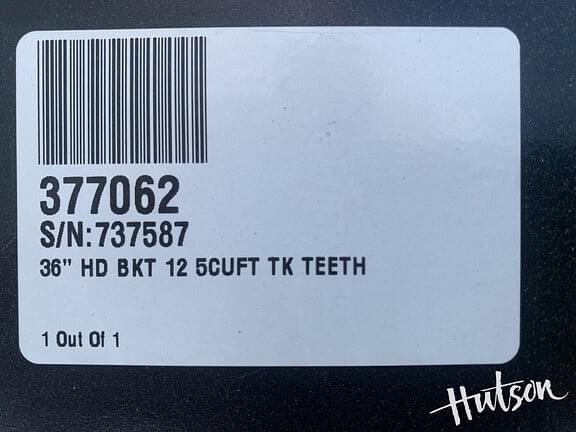 377062
S/N:737587
36" HD BKT 12 5CUFT TK TEETH
1 Out Of 1
Hutson